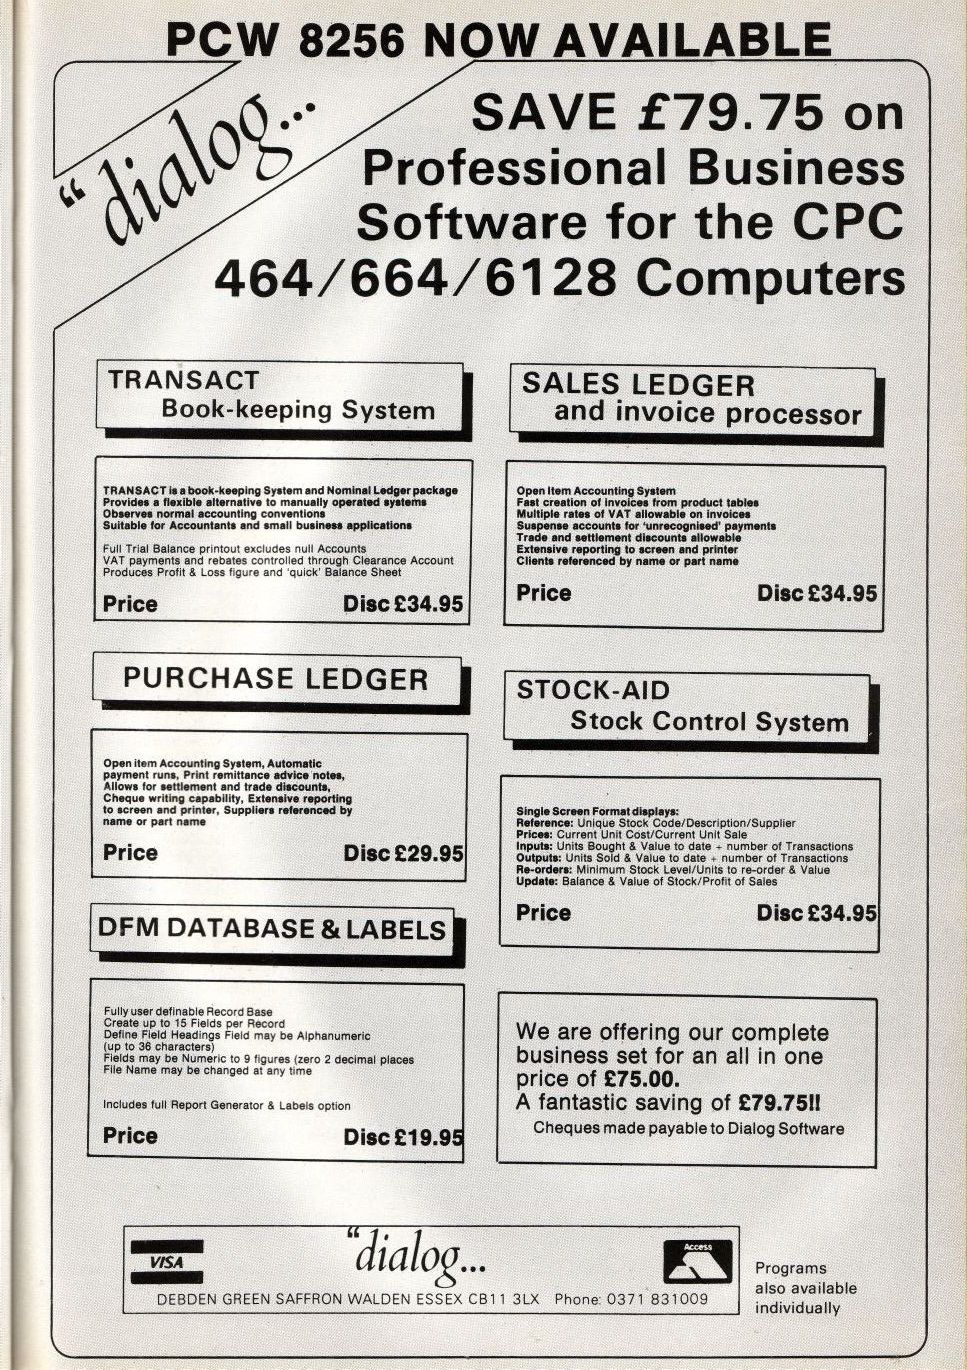 PCW 8256 NOW AVAILABLE
“dialog...
SAVE £79.75 on
Professional Business
Software for the CPC
464/664/6128 Computers
TRANSACT
Book-keeping System
TRANSACT is a book-keeping System and Nominal Ledger package
Provides a flexible alternative to manually operated systems
Observes normal accounting conventions
Suitable for Accountants and small business applications
Full Trial Balance printout excludes null Accounts
VAT payments and rebates controlled through Clearance Account
Produces Profit & Loss figure and ‘quick’ Balance Sheet
Price Disc £34.95
SALES LEDGER
and invoice processor
Open Item Accounting System
Fast creation of invoices from product tables
Multiple rates of VAT allowable on invoices
Suspense accounts for ‘unrecognised’ payments
Trade and settlement discounts allowable
Extensive reporting to screen and printer
Clients referenced by name or part name
Price Disc £34.95
PURCHASE LEDGER
Open item Accounting System, Automatic
payment runs, Print remittance advice notes,
Allows for settlement and trade discounts,
Cheque writing capability, Extensive reporting
to screen and printer, Suppliers referenced by
name or part name
Price Disc £29.95
STOCK-AID
Stock Control System
Single Screen Format displays:
Reference: Unique Stock Code/Description/Supplier
Prices: Current Unit Cost/Current Unit Sale
Inputs: Units Bought & Value to date + number of Transactions
Outputs: Units Sold & Value to date + number of Transactions
Re-orders: Minimum Stock Level/Units to re-order & Value
Update: Balance & Value of Stock/Profit of Sales
Price Disc £34.95
DFM DATABASE & LABELS
Fully user definable Record Base
Create up to 15 Fields per Record
Define Field Headings Field may be Alphanumeric
(up to 36 characters)
Fields may be Numeric to 9 figures (zero 2 decimal places
File Name may be changed at any time
Includes full Report Generator & Labels option
Price Disc £19.95
We are offering our complete
business set for an all in one
price of £75.00.
A fantastic saving of £79.75!!
Cheques made payable to Dialog Software
VISA
“dialog...
Access
DEBDEN GREEN SAFFRON WALDEN ESSEX CB11 3LX Phone: 0371 831009
Programs
also available
individually